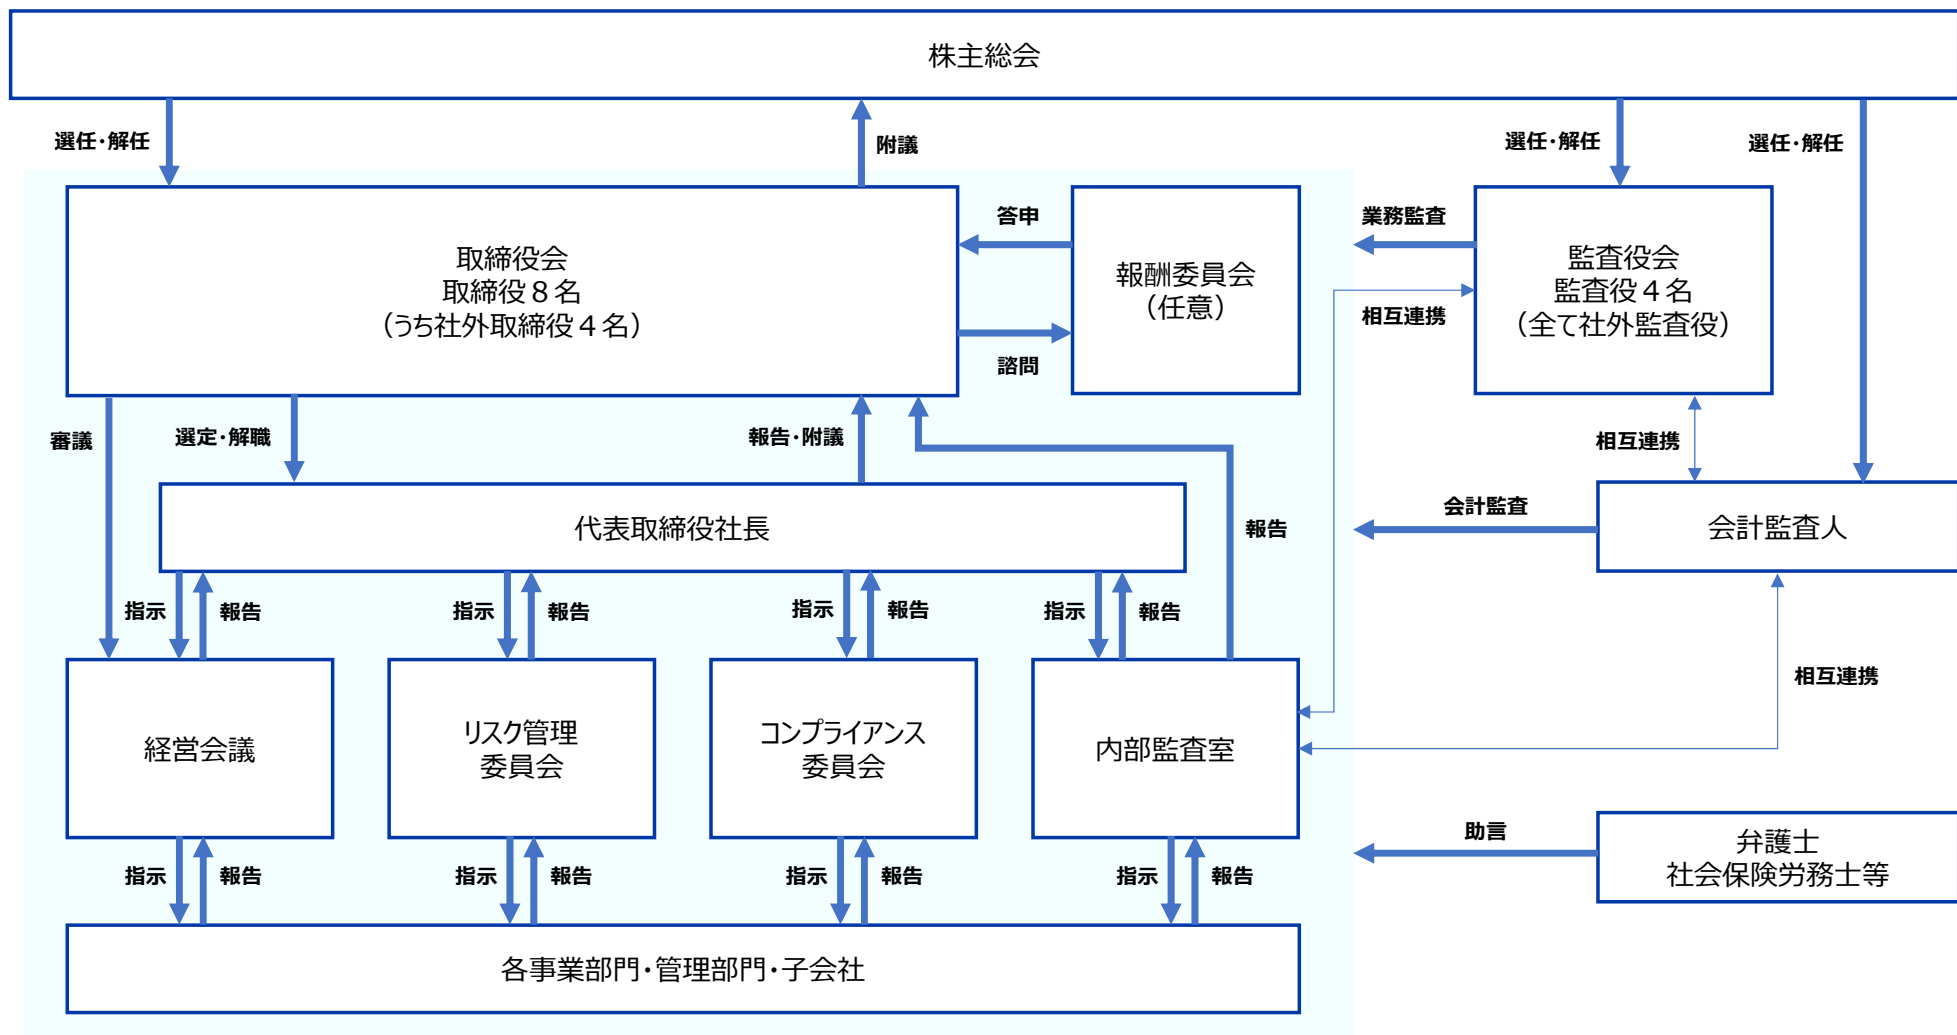 株主総会
選任・解任
附議
選任・解任
選任・解任
取締役会
取締役８名
（うち社外取締役４名）
答申
諮問
報酬委員会
（任意）
業務監査
相互連携
監査役会
監査役４名
（全て社外監査役）
審議
選定・解職
報告・附議
相互連携
代表取締役社長
報告
会計監査
会計監査人
指示
報告
指示
報告
指示
報告
指示
報告
相互連携
経営会議
リスク管理
委員会
コンプライアンス
委員会
内部監査室
指示
報告
指示
報告
指示
報告
指示
報告
助言
弁護士
社会保険労務士等
各事業部門・管理部門・子会社